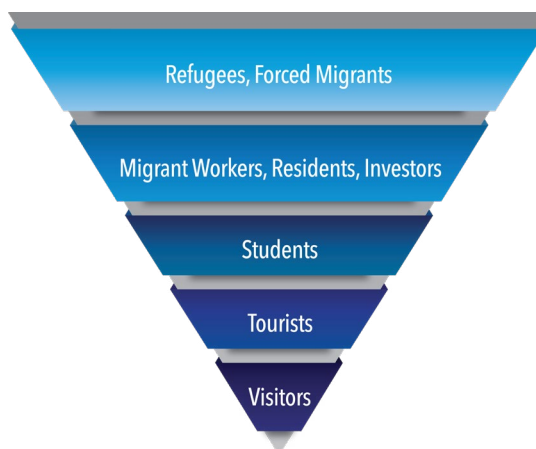 Refugees, Forced Migrants
Migrant Workers, Residents, Investors
Students
Tourists
Visitors